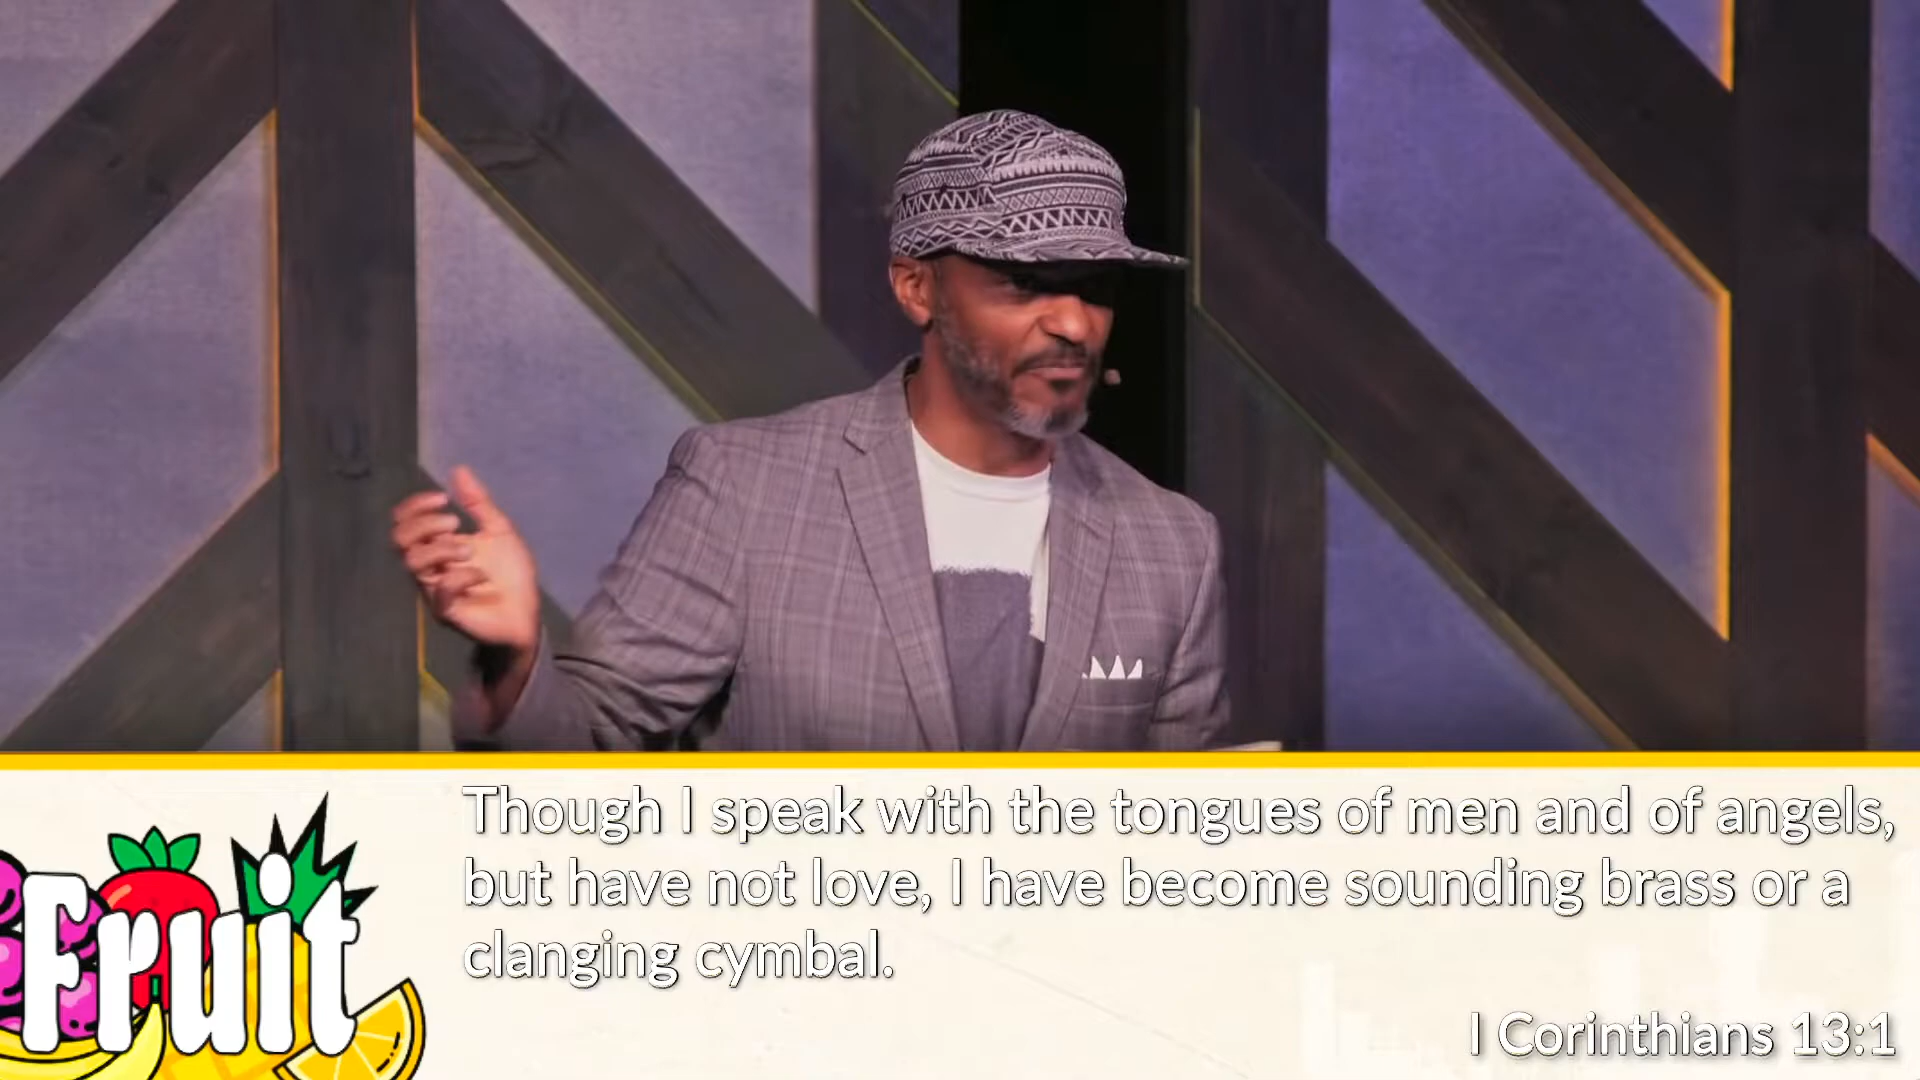 Though I speak with the tongues of men and of angels,
but have not love, I have become sounding brass or a
clanging cymbal.
I Corinthians 13:1
Fruit